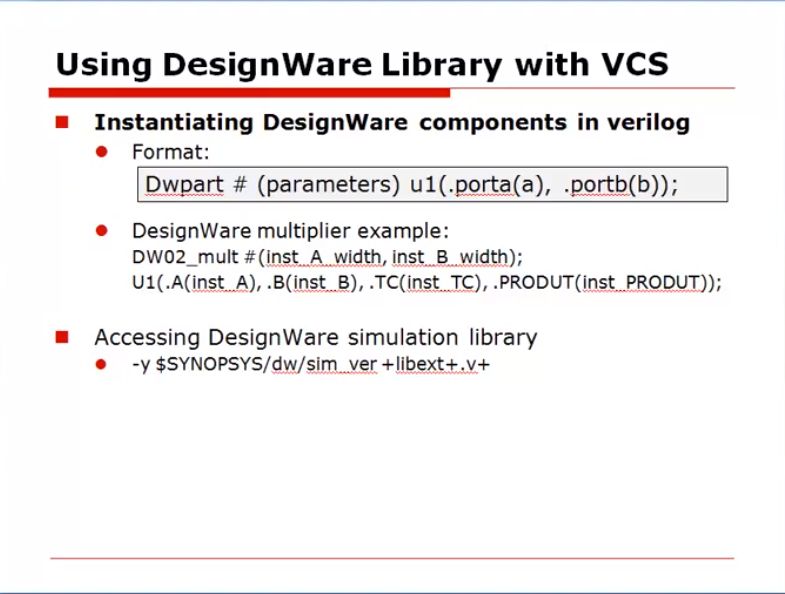 Using DesignWare Library with VCS
Instantiating DesignWare components in verilog
Format:
Dwpart # (parameters) u1(.porta(a), .portb(b));
DesignWare multiplier example:
DW02_mult #(inst_A_width, inst_B_width);
U1(.A(inst_A), .B(inst_B), .TC(inst_TC), .PRODUT(inst_PRODUT));
Accessing DesignWare simulation library
-y $SYNOPSYS/dw/sim_ver +libext+.v+